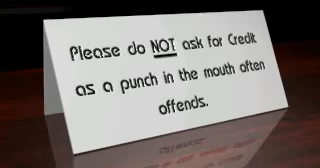 Please do NOT ask for Credit
as a punch in the mouth often
offends.